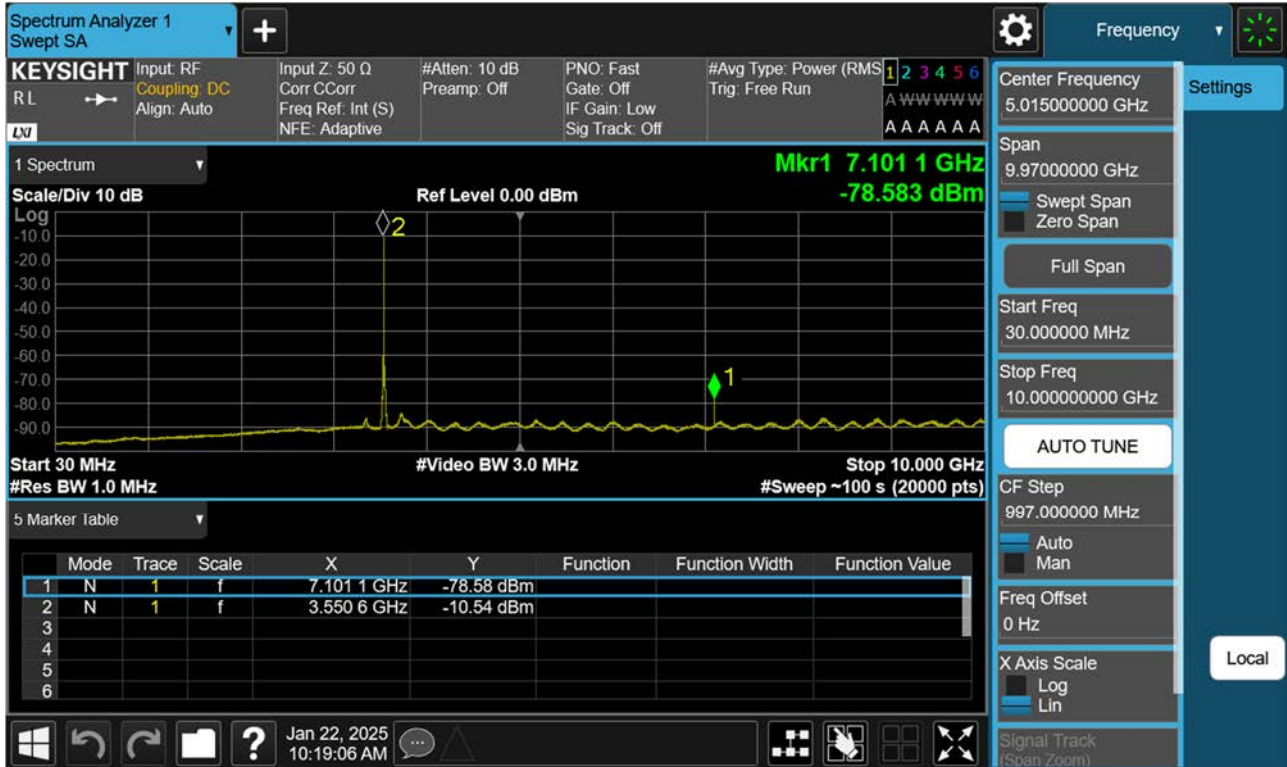 Spectrum Analyzer 1
Swept SA
+
Frequency
KEYSIGHT
Input: RF
Input Z: 50 Ω
#Atten: 10 dB
PNO: Fast
#Avg Type: Power (RMS
1 2 3 4 5 6
R L
Coupling: DC
Corr CCorr
Preamp: Off
Gate: Off
Trig: Free Run
A W W W W W
Align: Auto
Freq Ref: Int (S)
IF Gain: Low
LXI
NFE: Adaptive
Sig Track: Off
A A A A A A
1 Spectrum
Mkr1 7.101 1 GHz
-78.583 dBm
Scale/Div 10 dB
Ref Level 0.00 dBm
Log
-10.0
-20.0
-30.0
-40.0
-50.0
-60.0
-70.0
-80.0
-90.0
2
1
Start 30 MHz
#Video BW 3.0 MHz
Stop 10.000 GHz
#Res BW 1.0 MHz
#Sweep ~100 s (20000 pts)
5 Marker Table
Mode Trace Scale X Y Function Function Width Function Value
1 N 1 f 7.101 1 GHz -78.58 dBm
2 N 1 f 3.550 6 GHz -10.54 dBm
3
4
5
6
Center Frequency
5.015000000 GHz
Settings
Span
9.97000000 GHz
Swept Span
Zero Span
Full Span
Start Freq
30.000000 MHz
Stop Freq
10.000000000 GHz
AUTO TUNE
CF Step
997.000000 MHz
Auto
Man
Freq Offset
0 Hz
X Axis Scale
Log
Lin
Local
Signal Track
(Span Zoom)
?
Jan 22, 2025
10:19:06 AM